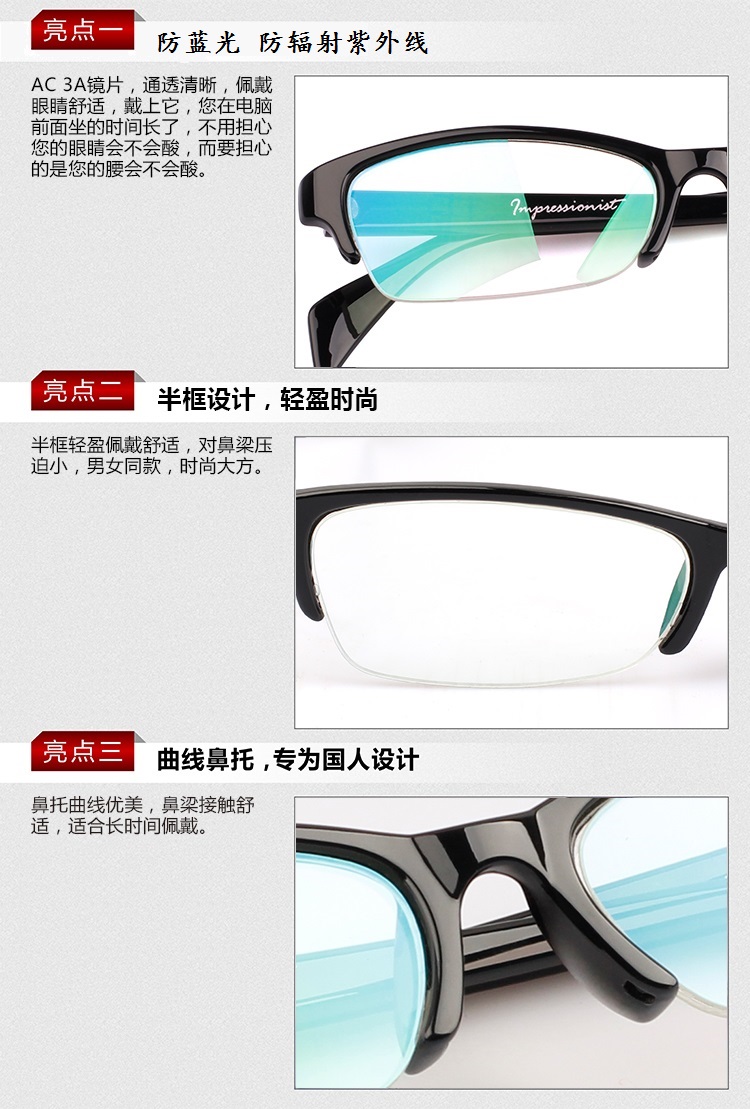 亮点一
防蓝光 防辐射紫外线
AC 3A镜片，通透清晰，佩戴
眼睛舒适，戴上它，您在电脑
前面坐的时间长了，不用担心
您的眼睛会不会酸，而要担心
的是您的腰会不会酸。
Impressionist
亮点二
半框设计，轻盈时尚
半框轻盈佩戴舒适，对鼻梁压
迫小，男女同款，时尚大方。
亮点三
曲线鼻托，专为国人设计
鼻托曲线优美，鼻梁接触舒
适，适合长时间佩戴。